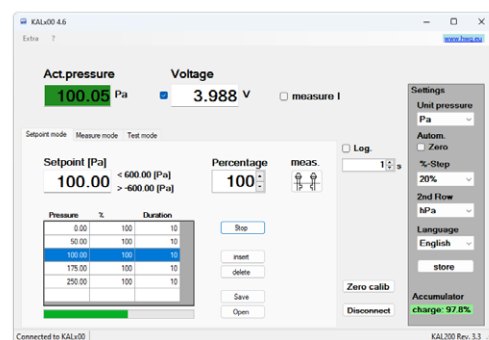 KALx00 4.6
Extra ?
www.hwg.eu
Act.pressure Voltage
100.05 Pa 3.988 V measure I
Settings
Unit pressure
Pa
Autom.
Zero
%-Step
20%
2nd Row
hPa
Language
English
store
Accumulator
charge: 97.8%
Setpoint mode Measure mode Test mode
Log.
1 s
Setpoint [Pa] Percentage meas.
100.00 < 600.00 [Pa] 100
> -600.00 [Pa]
Pressure % Duration
0.00 100 10
50.00 100 10
100.00 100 10
175.00 100 10
250.00 100 10
Stop
insert
delete
Save
Open
Zero calib
Disconnect
Connected to KALx00 KAL200 Rev. 3.3